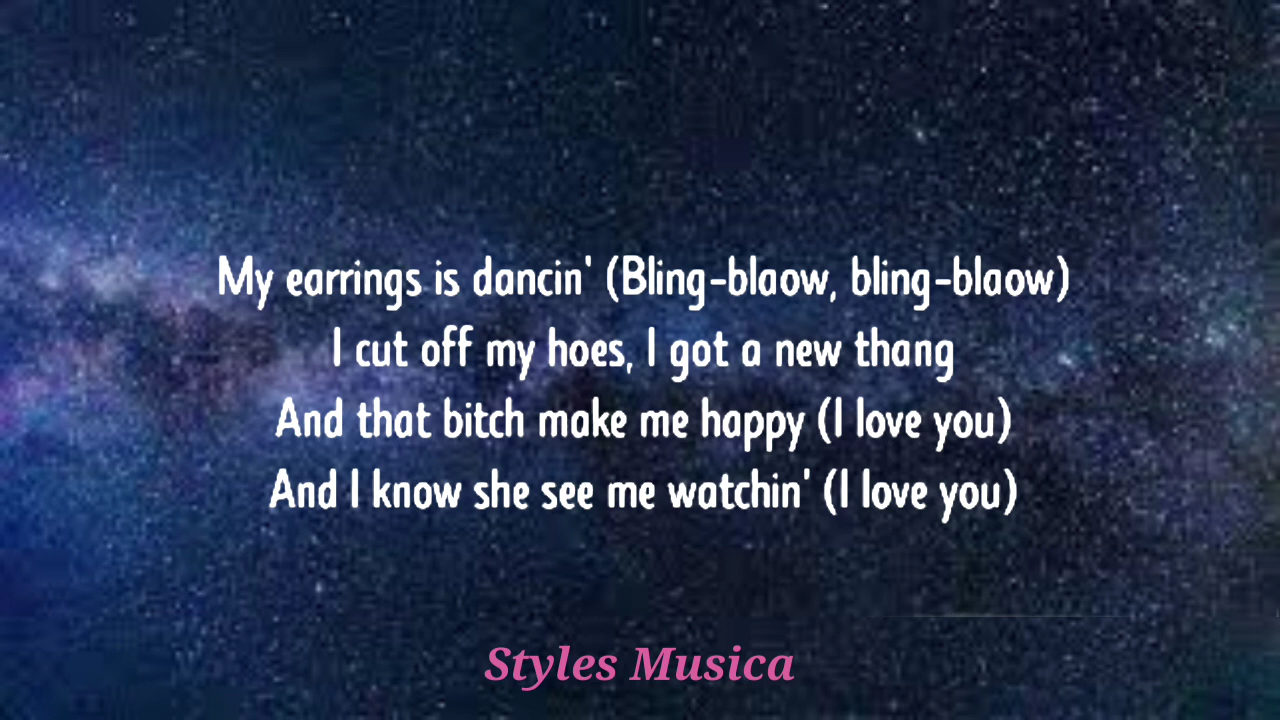 My earrings is dancin' (Bling-blaow, bling-blaow)
I cut off my hoes, I got a new thang
And that bitch make me happy (I love you)
And I know she see me watchin' (I love you)
Styles Musica